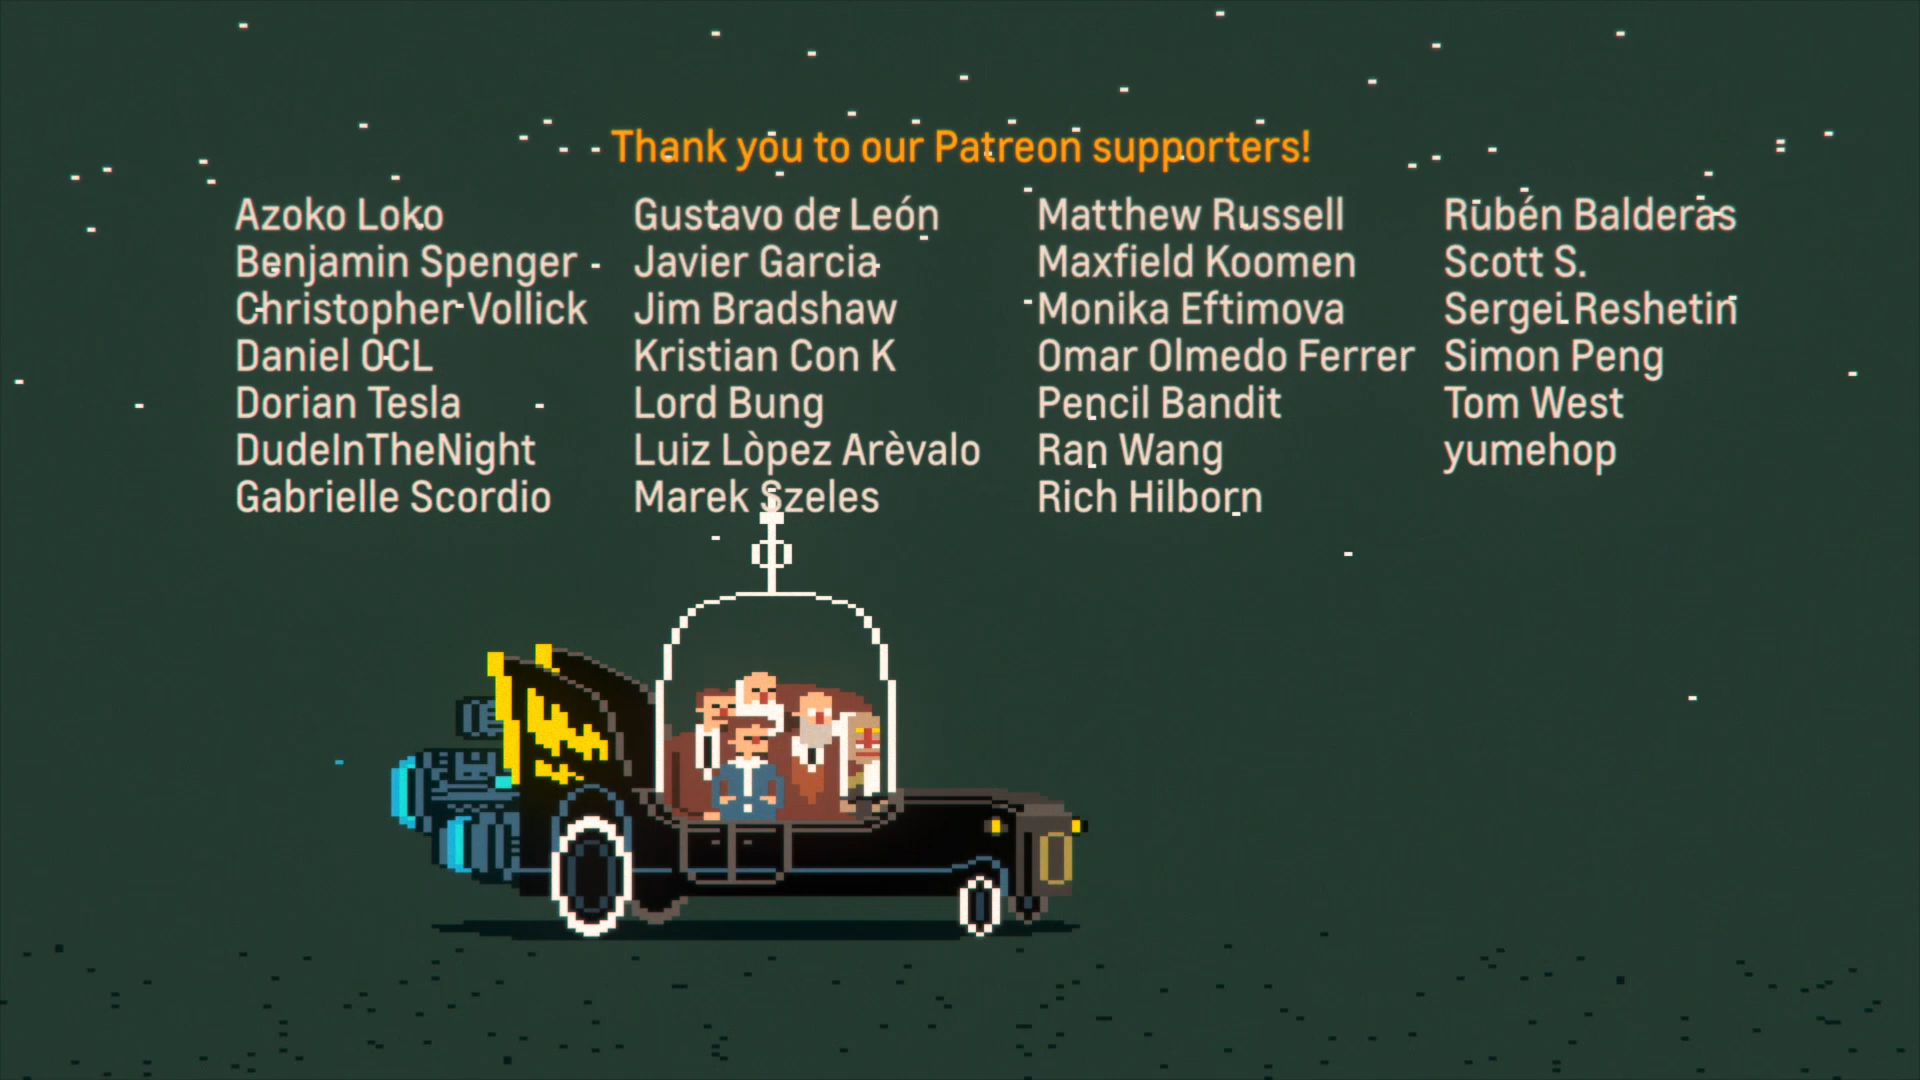 Thank you to our Patreon supporters!
Azoko Loko
Benjamin Spenger
Christopher Vollick
Daniel OCL
Dorian Tesla
DudeInTheNight
Gabrielle Scordio
Gustavo de León
Javier Garcia
Jim Bradshaw
Kristian Con K
Lord Bung
Luiz Lòpez Arèvalo
Marek Szeles
Matthew Russell
Maxfield Koomen
Monika Eftimova
Omar Olmedo Ferrer
Pencil Bandit
Ran Wang
Rich Hilborn
Rubén Balderas
Scott S.
Sergei Reshetin
Simon Peng
Tom West
yumehop